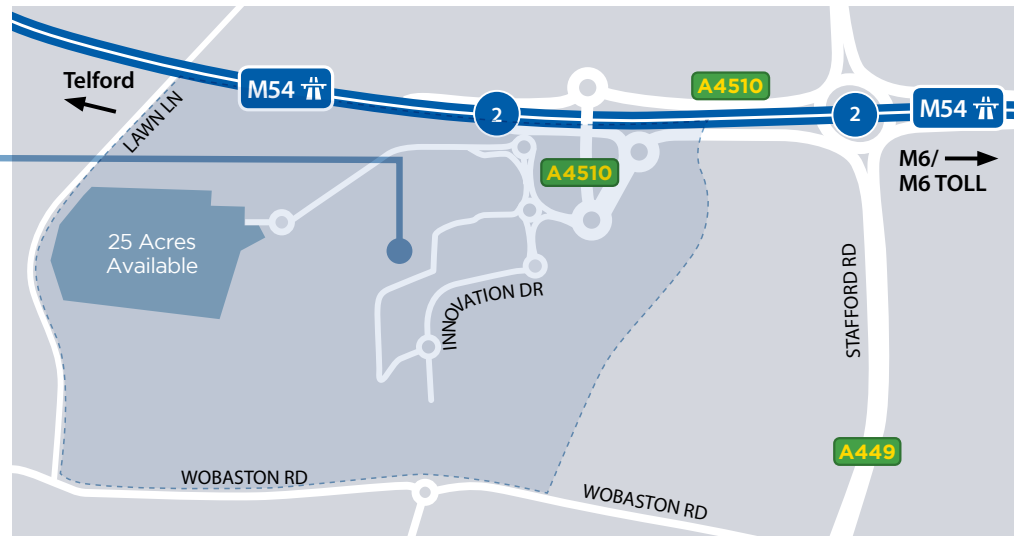 Telford
M54
LAWN LN
2
A4510
2
M54
M6/
M6 TOLL
A4510
25 Acres
Available
INNOVATION DR
STAFFORD RD
A449
WOBASTON RD
WOBASTON RD